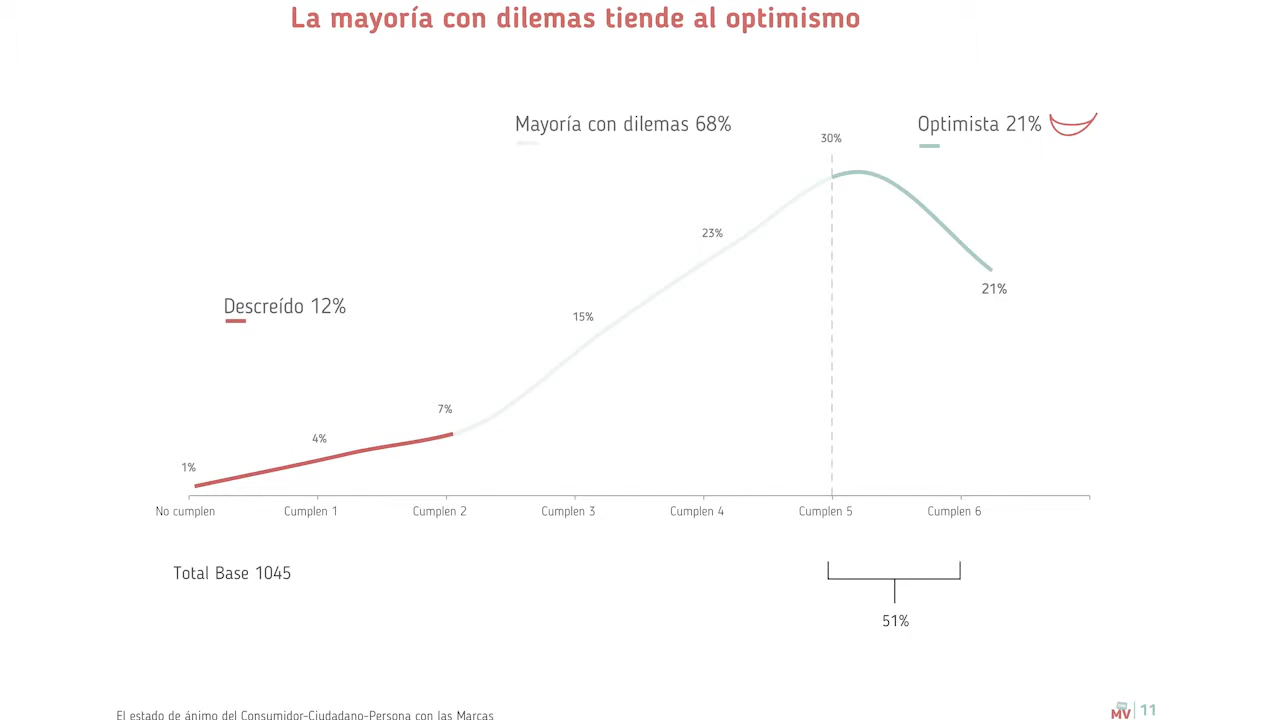 La mayoría con dilemas tiende al optimismo
Mayoría con dilemas 68%
Optimista 21%
30%
23%
21%
Descreído 12%
15%
7%
4%
1%
No cumplen
Cumplen 1
Cumplen 2
Cumplen 3
Cumplen 4
Cumplen 5
Cumplen 6
Total Base 1045
51%
El estado de ánimo del Consumidor-Ciudadano-Persona con las Marcas
MV 11